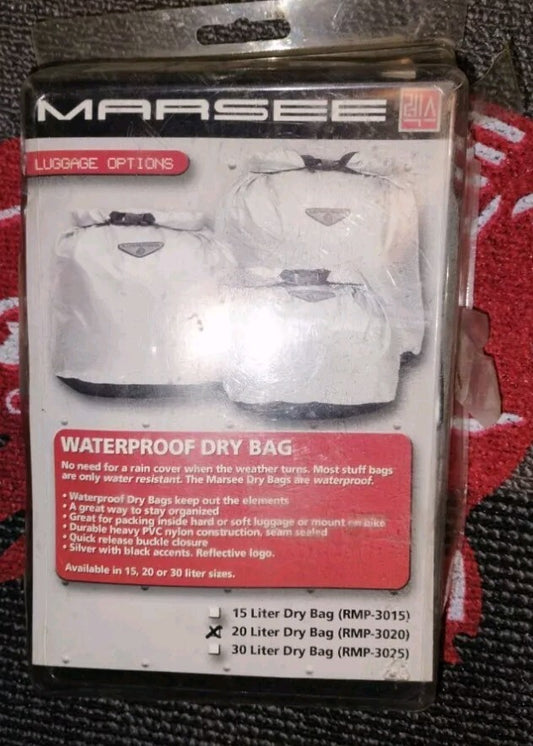 MARSEE
LUGGAGE OPTIONS
WATERPROOF DRY BAG
No need for a rain cover when the weather turns. Most stuff bags
are only water resistant. The Marsee Dry Bags are waterproof.
• Waterproof Dry Bags keep out the elements
• A great way to stay organized
• Great for packing inside hard or soft luggage or mount on bike
• Durable heavy PVC nylon construction, seam sealed
• Quick release buckle closure
• Silver with black accents. Reflective logo.
Available in 15, 20 or 30 liter sizes.
15 Liter Dry Bag (RMP-3015)
X 20 Liter Dry Bag (RMP-3020)
30 Liter Dry Bag (RMP-3025)